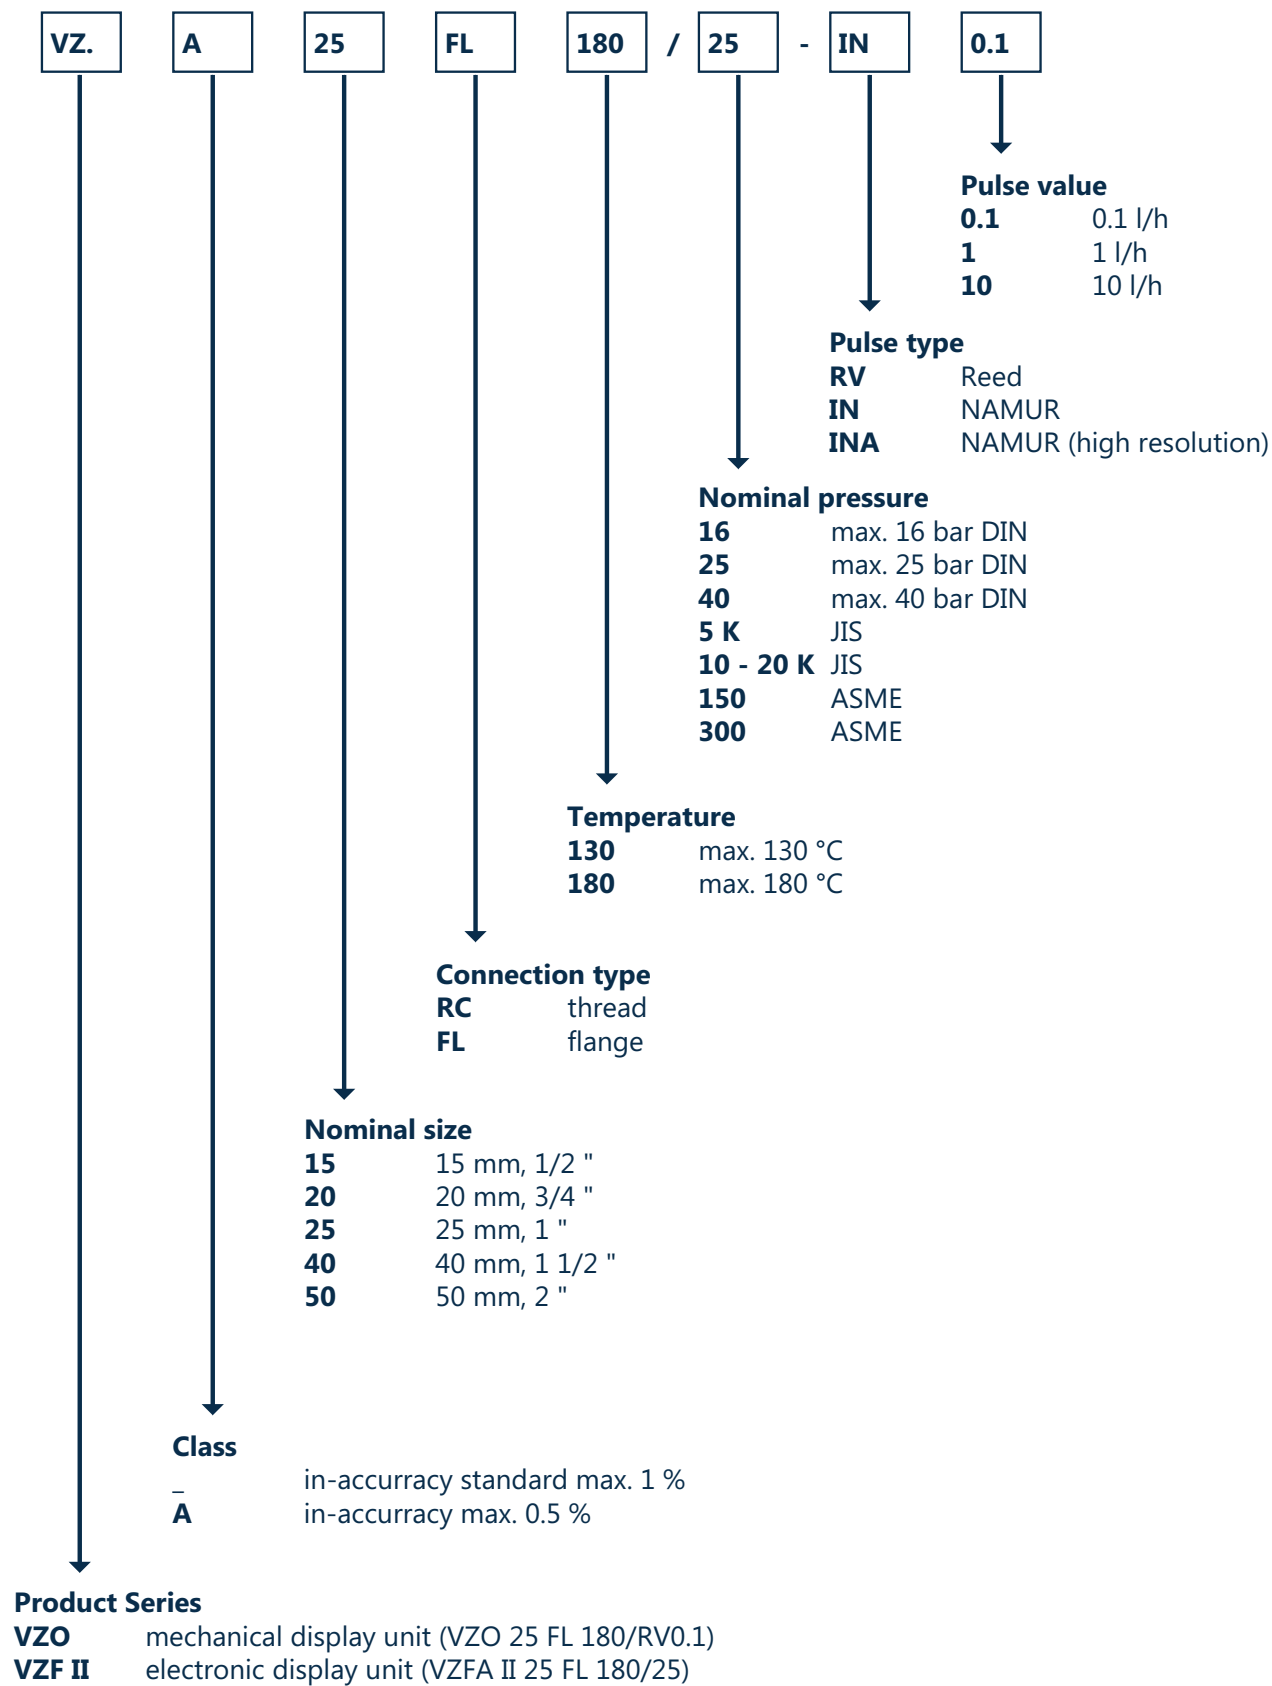 VZ. A 25 FL 180 / 25 - IN 0.1
Pulse value
0.1 0.1 l/h
1 1 l/h
10 10 l/h
Pulse type
RV Reed
IN NAMUR
INA NAMUR (high resolution)
Nominal pressure
16 max. 16 bar DIN
25 max. 25 bar DIN
40 max. 40 bar DIN
5 K JIS
10 - 20 K JIS
150 ASME
300 ASME
Temperature
130 max. 130 °C
180 max. 180 °C
Connection type
RC thread
FL flange
Nominal size
15 15 mm, 1/2 "
20 20 mm, 3/4 "
25 25 mm, 1 "
40 40 mm, 1 1/2 "
50 50 mm, 2 "
Class
_ in-accurracy standard max. 1 %
A in-accurracy max. 0.5 %
Product Series
VZO mechanical display unit (VZO 25 FL 180/RV0.1)
VZF II electronic display unit (VZFA II 25 FL 180/25)